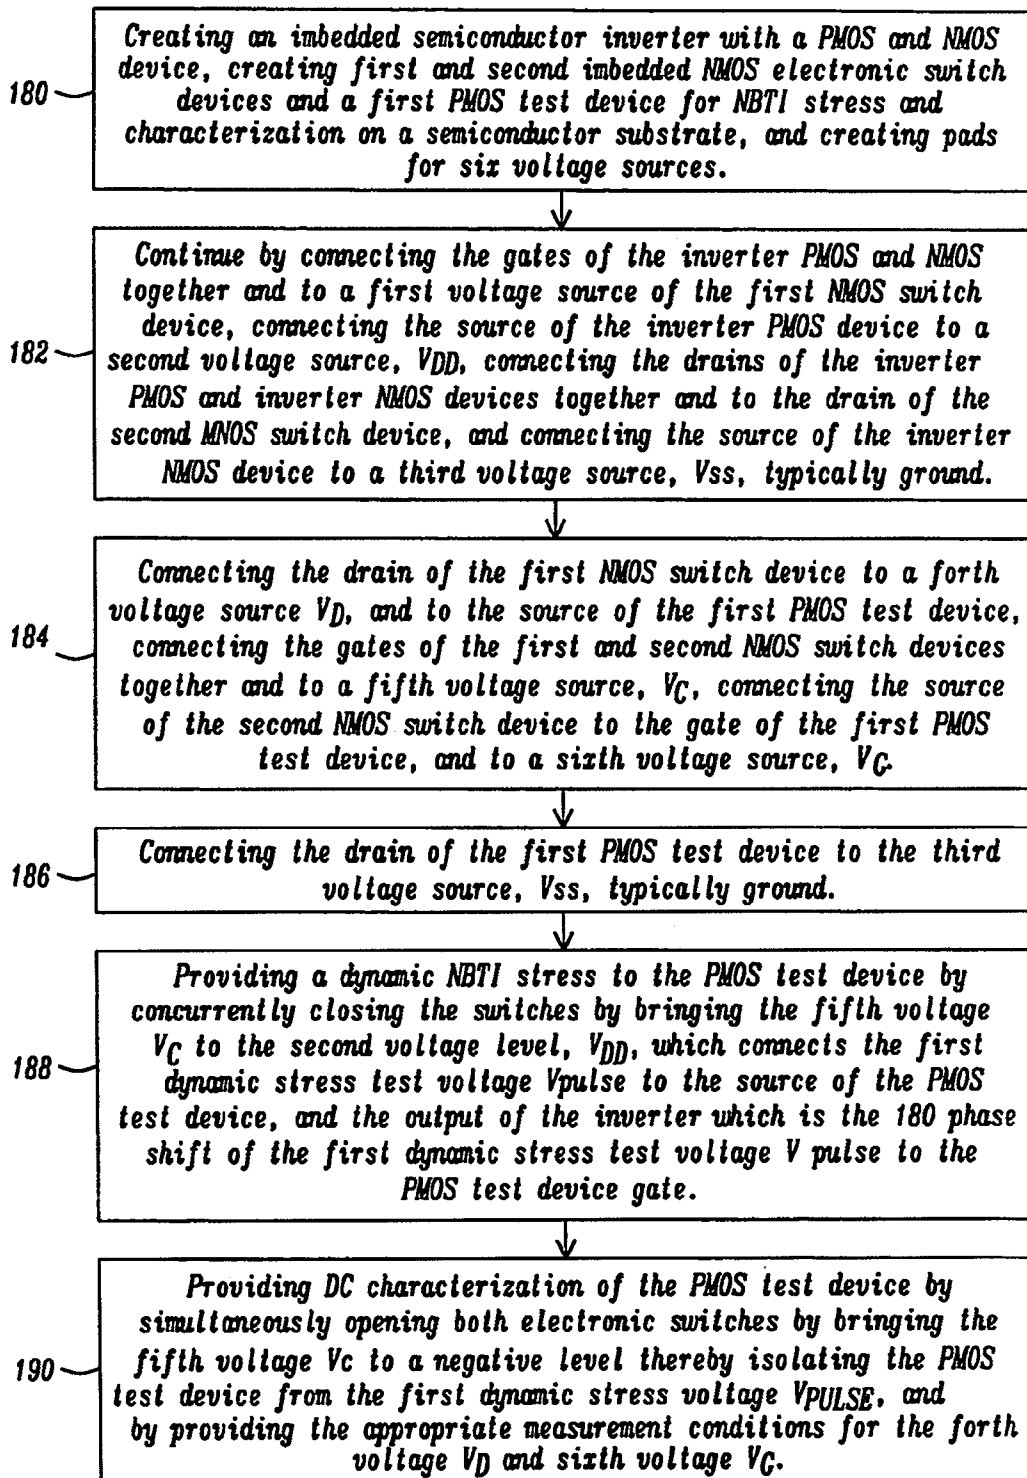 Creating an imbedded semiconductor inverter with a PMOS and NMOS
device, creating first and second imbedded NMOS electronic switch
180
devices and a first PMOS test device for NBTI stress and
characterization on a semiconductor substrate, and creating pads
for six voltage sources.
Continue by connecting the gates of the inverter PMOS and NMOS
together and to a first voltage source of the first NMOS switch
device, connecting the source of the inverter PMOS device to a
182
second voltage source, VDD, connecting the drains of the inverter
PMOS and inverter NMOS devices together and to the drain of the
second MNOS switch device, and connecting the source of the inverter
NMOS device to a third voltage source, Vss, typically ground.
Connecting the drain of the first NMOS switch device to a forth
voltage source VD, and to the source of the first PMOS test device,
184
connecting the gates of the first and second NMOS switch devices
together and to a fifth voltage source, VC, connecting the source
of the second NMOS switch device to the gate of the first PMOS
test device, and to a sixth voltage source, VG.
186
Connecting the drain of the first PMOS test device to the third
voltage source, Vss, typically ground.
Providing a dynamic NBTI stress to the PMOS test device by
concurrently closing the switches by bringing the fifth voltage
VC to the second voltage level, VDD, which connects the first
188
dynamic stress test voltage Vpulse to the source of the PMOS
test device, and the output of the inverter which is the 180 phase
shift of the first dynamic stress test voltage V pulse to the
PMOS test device gate.
Providing DC characterization of the PMOS test device by
simultaneously opening both electronic switches by bringing the
190
fifth voltage Vc to a negative level thereby isolating the PMOS
test device from the first dynamic stress voltage VPULSE, and
by providing the appropriate measurement conditions for the forth
voltage VD and sixth voltage VG.